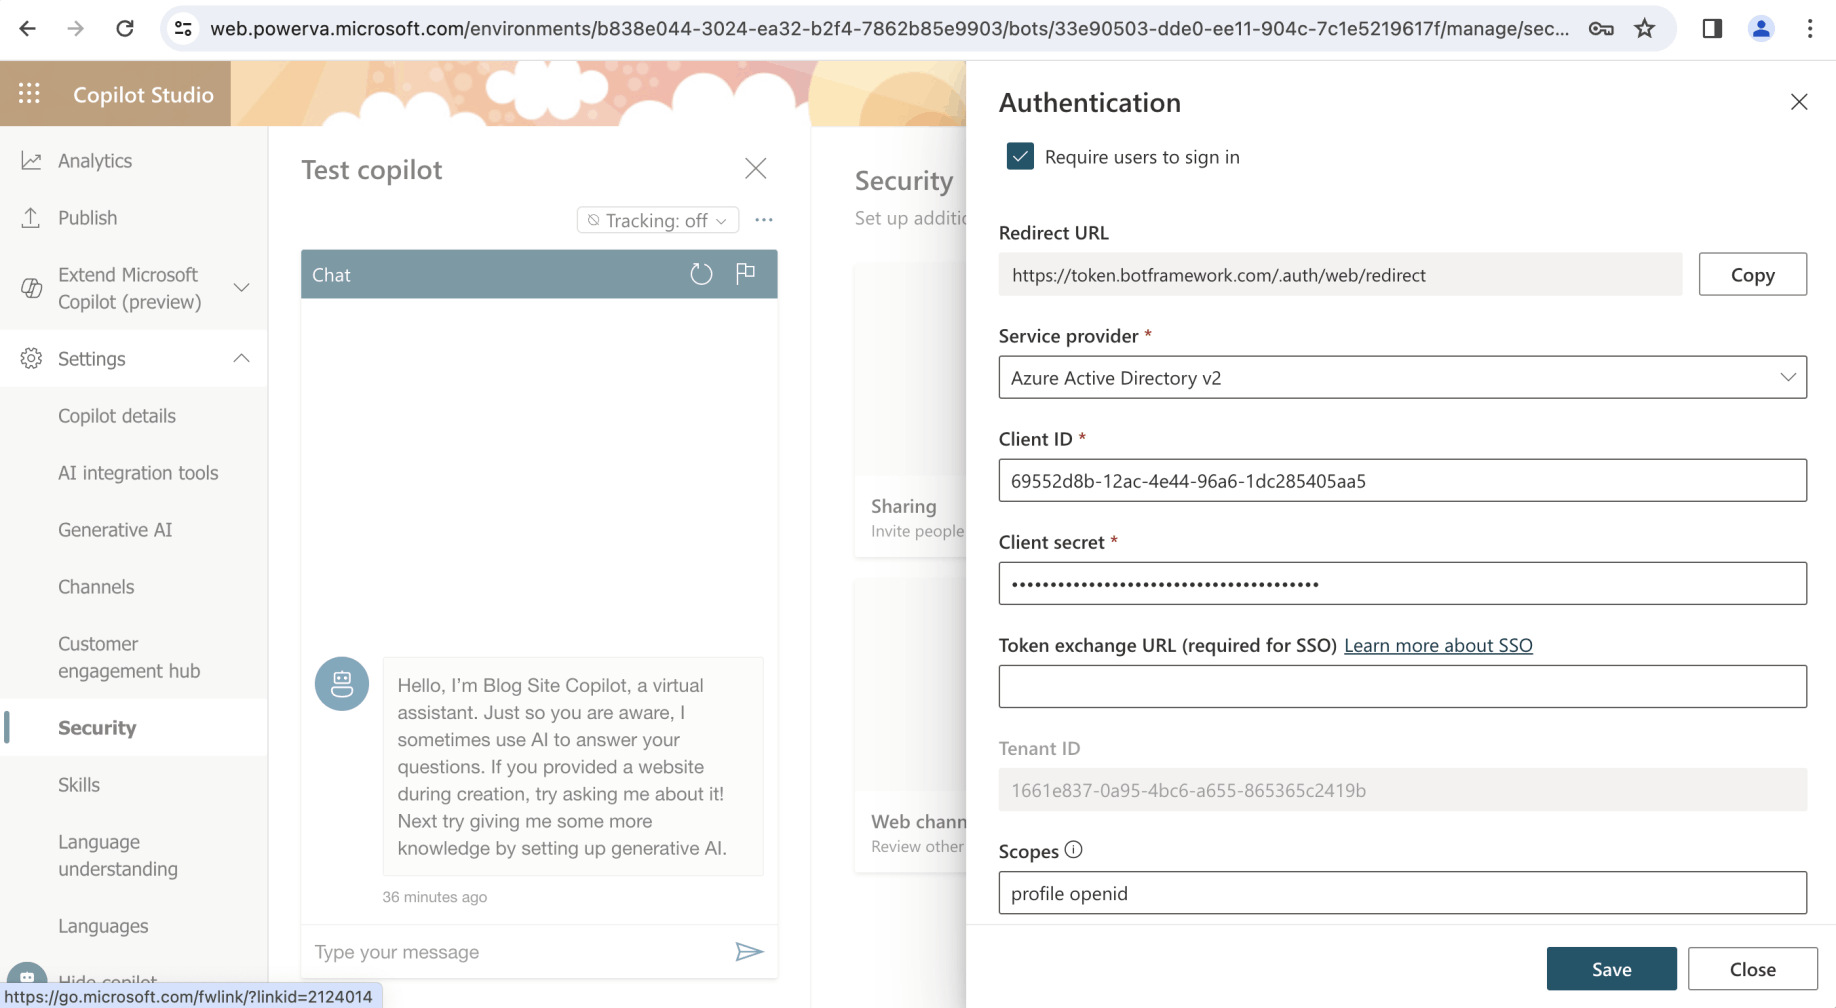 web.powerva.microsoft.com/environments/b838e044-3024-ea32-b2f4-7862b85e9903/bots/33e90503-dde0-ee11-904c-7c1e5219617f/manage/sec...
Copilot Studio
Analytics
Publish
Extend Microsoft
Copilot (preview)
Settings
Copilot details
AI integration tools
Generative AI
Channels
Customer
engagement hub
Security
Skills
Language
understanding
Languages
Hide copilot
https://go.microsoft.com/fwlink/?linkid=2124014
Test copilot
Tracking: off
Chat
Hello, I'm Blog Site Copilot, a virtual
assistant. Just so you are aware, I
sometimes use AI to answer your
questions. If you provided a website
during creation, try asking me about it!
Next try giving me some more
knowledge by setting up generative AI.
36 minutes ago
Type your message
Security
Set up additic
Sharing
Invite people
Web chann
Review other
Authentication
Require users to sign in
Redirect URL
https://token.botframework.com/.auth/web/redirect
Copy
Service provider *
Azure Active Directory v2
Client ID *
69552d8b-12ac-4e44-96a6-1dc285405aa5
Client secret *
••••••••••••••••••••••••••••••••••••••••
Token exchange URL (required for SSO) Learn more about SSO
Tenant ID
1661e837-0a95-4bc6-a655-865365c2419b
Scopes
profile openid
Save
Close